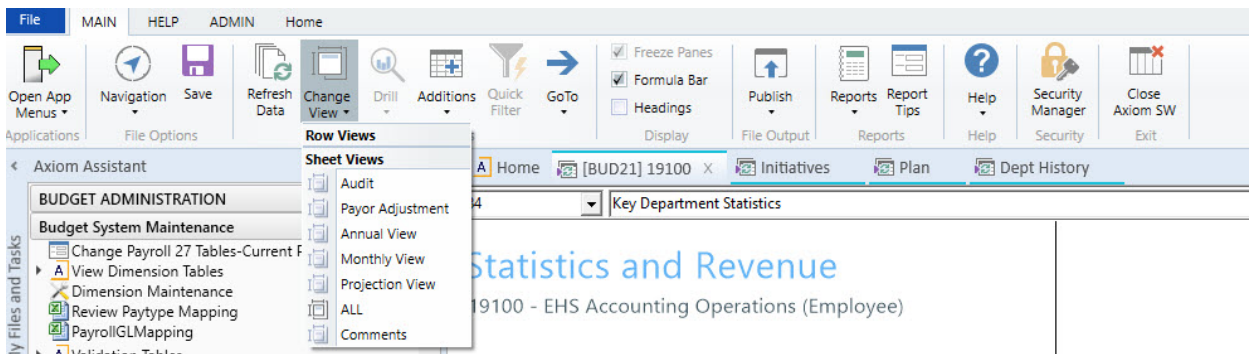 File MAIN HELP ADMIN Home
Open App Menus
Navigation
Save
Refresh Data
Change View
Drill
Additions
Quick Filter
GoTo
Freeze Panes
Formula Bar
Headings
Publish
Reports
Report Tips
Help
Security Manager
Close Axiom SW
Applications File Options Display File Output Reports Help Security Exit
Row Views
Sheet Views
Audit
Payor Adjustment
Annual View
Monthly View
Projection View
ALL
Comments
Axiom Assistant
BUDGET ADMINISTRATION
Budget System Maintenance
Change Payroll 27 Tables-Current
View Dimension Tables
Dimension Maintenance
Review Paytype Mapping
PayrollGLMapping
Files and Tasks
Home [BUD21] 19100 X Initiatives Plan Dept History
Key Department Statistics
Statistics and Revenue
19100 - EHS Accounting Operations (Employee)